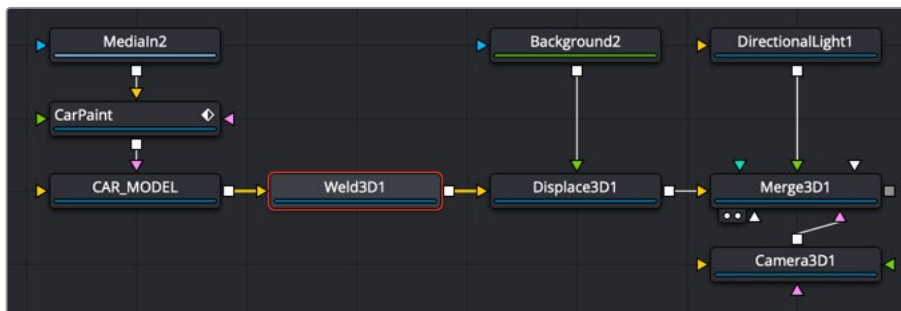 MediaIn2
Background2
DirectionalLight1
CarPaint
CAR_MODEL
Weld3D1
Displace3D1
Merge3D1
Camera3D1